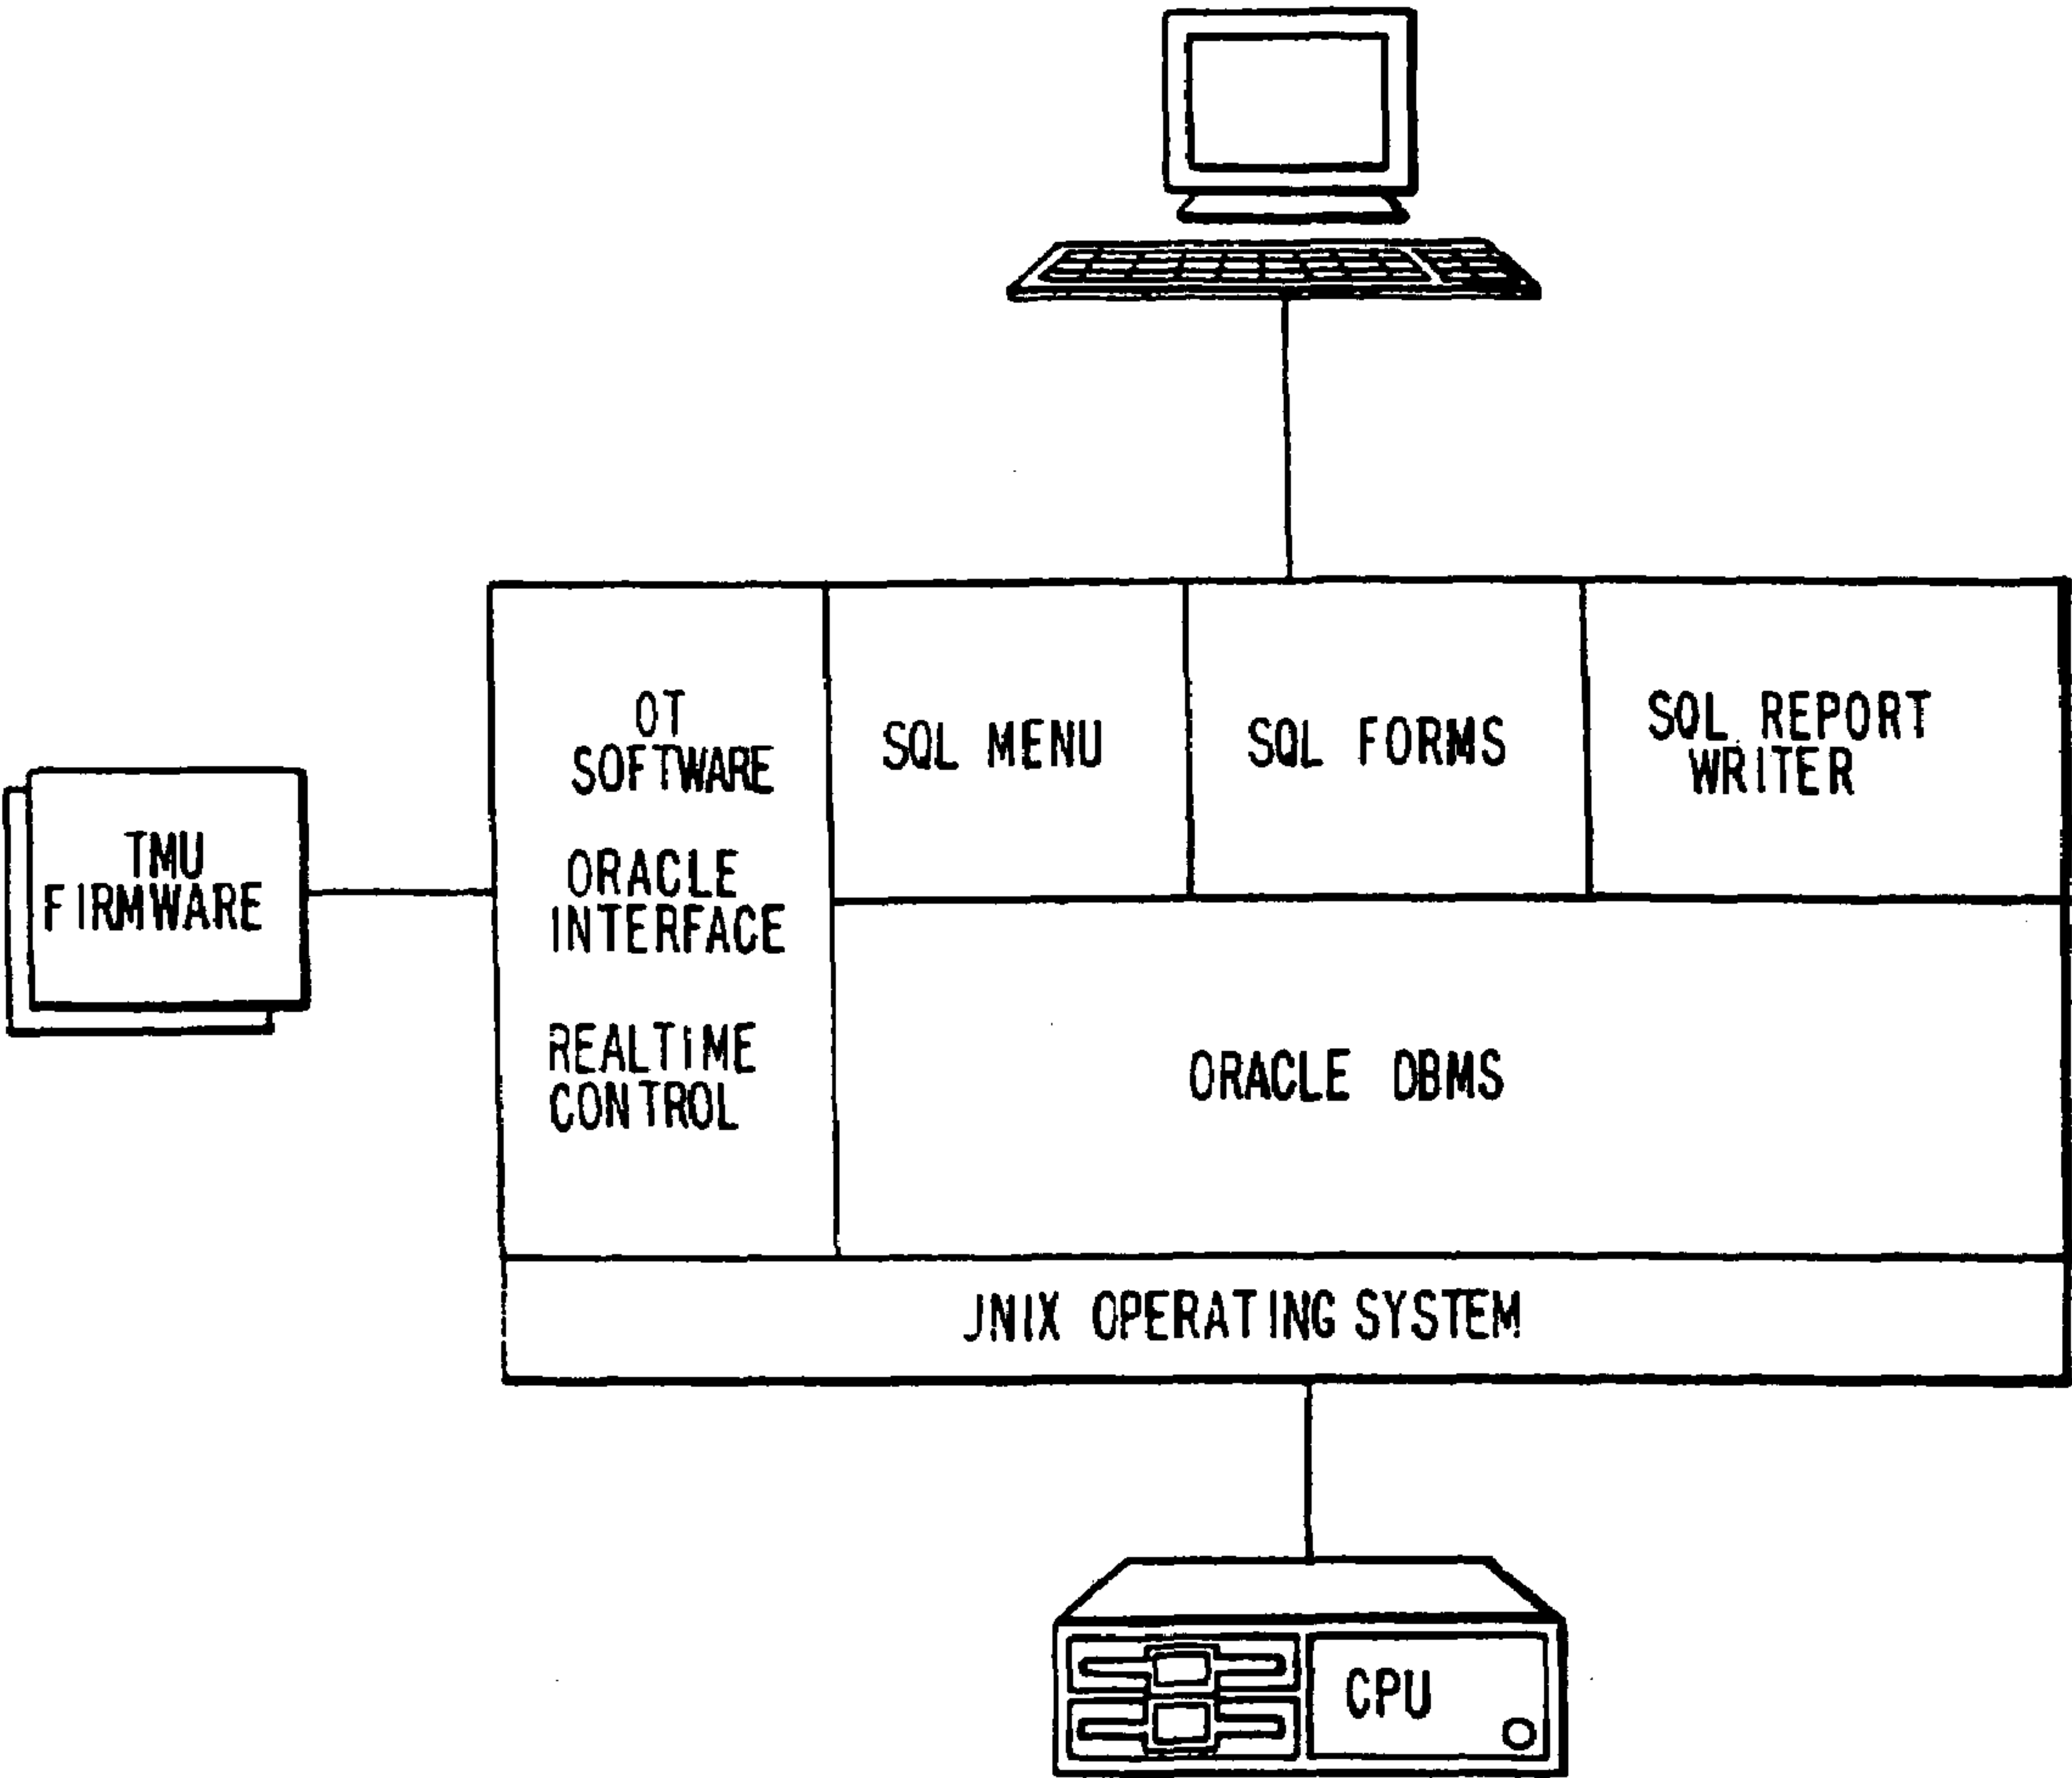 OT
SOFTWARE
ORACLE
INTERFACE
REALTIME
CONTROL
SQL MENU
SQL FORMS
SQL REPORT
WRITER
TMU
FIRMWARE
ORACLE DBMS
JNIX OPERATING SYSTEM
CPU